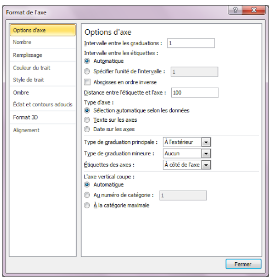 Format de l'axe
Options d'axe
Nombre
Remplissage
Couleur du trait
Style de trait
Ombre
Éclat et contours adoucis
Format 3D
Alignement
Options d'axe
Intervalle entre les graduations : 1
Intervalle entre les étiquettes :
Automatique
Spécifier l'unité de l'intervalle : 1
Abscisses en ordre inverse
Distance entre l'étiquette et l'axe : 100
Type d'axe :
Sélection automatique selon les données
Texte sur les axes
Date sur les axes
Type de graduation principale : À l'extérieur
Type de graduation mineure : Aucun
Étiquettes des axes : À côté de l'axe
L'axe vertical coupe :
Automatique
Au numéro de catégorie : 1
À la catégorie maximale
Fermer